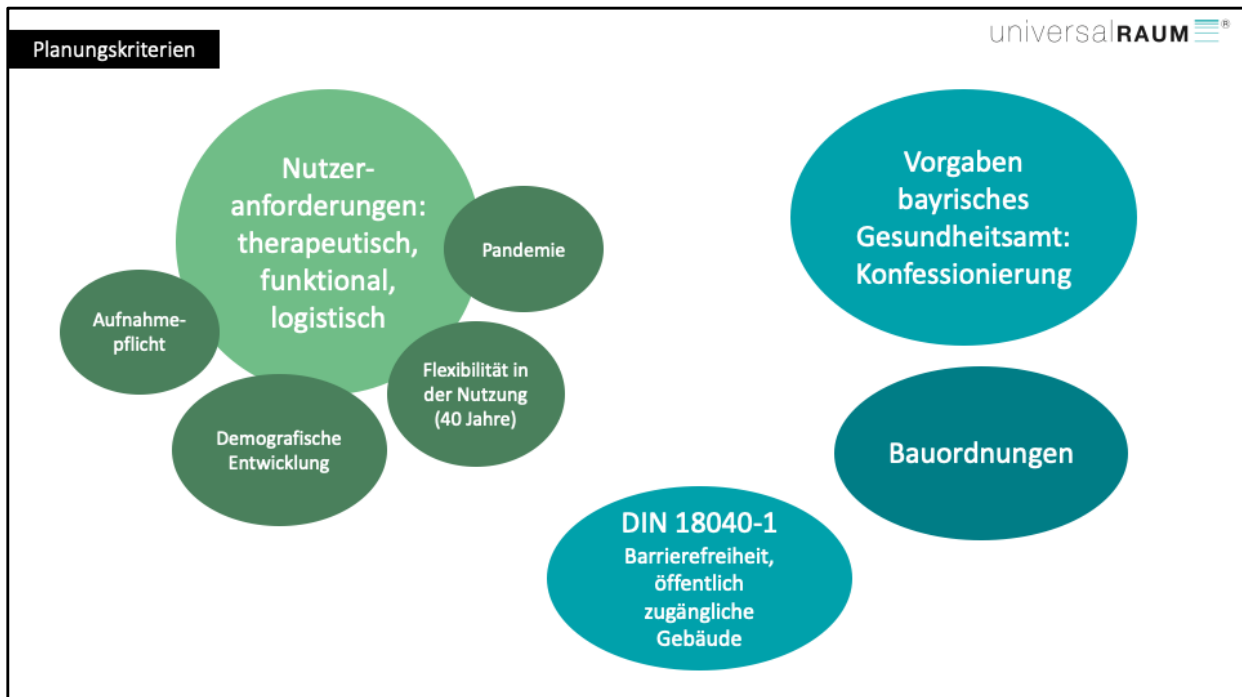 Planungskriterien
universalRAUM®
Nutzer-
anforderungen:
therapeutisch,
funktional,
logistisch
Pandemie
Aufnahme-
pflicht
Flexibilität in
der Nutzung
(40 Jahre)
Demografische
Entwicklung
Vorgaben
bayrisches
Gesundheitsamt:
Konfessionierung
Bauordnungen
DIN 18040-1
Barrierefreiheit,
öffentlich
zugängliche
Gebäude